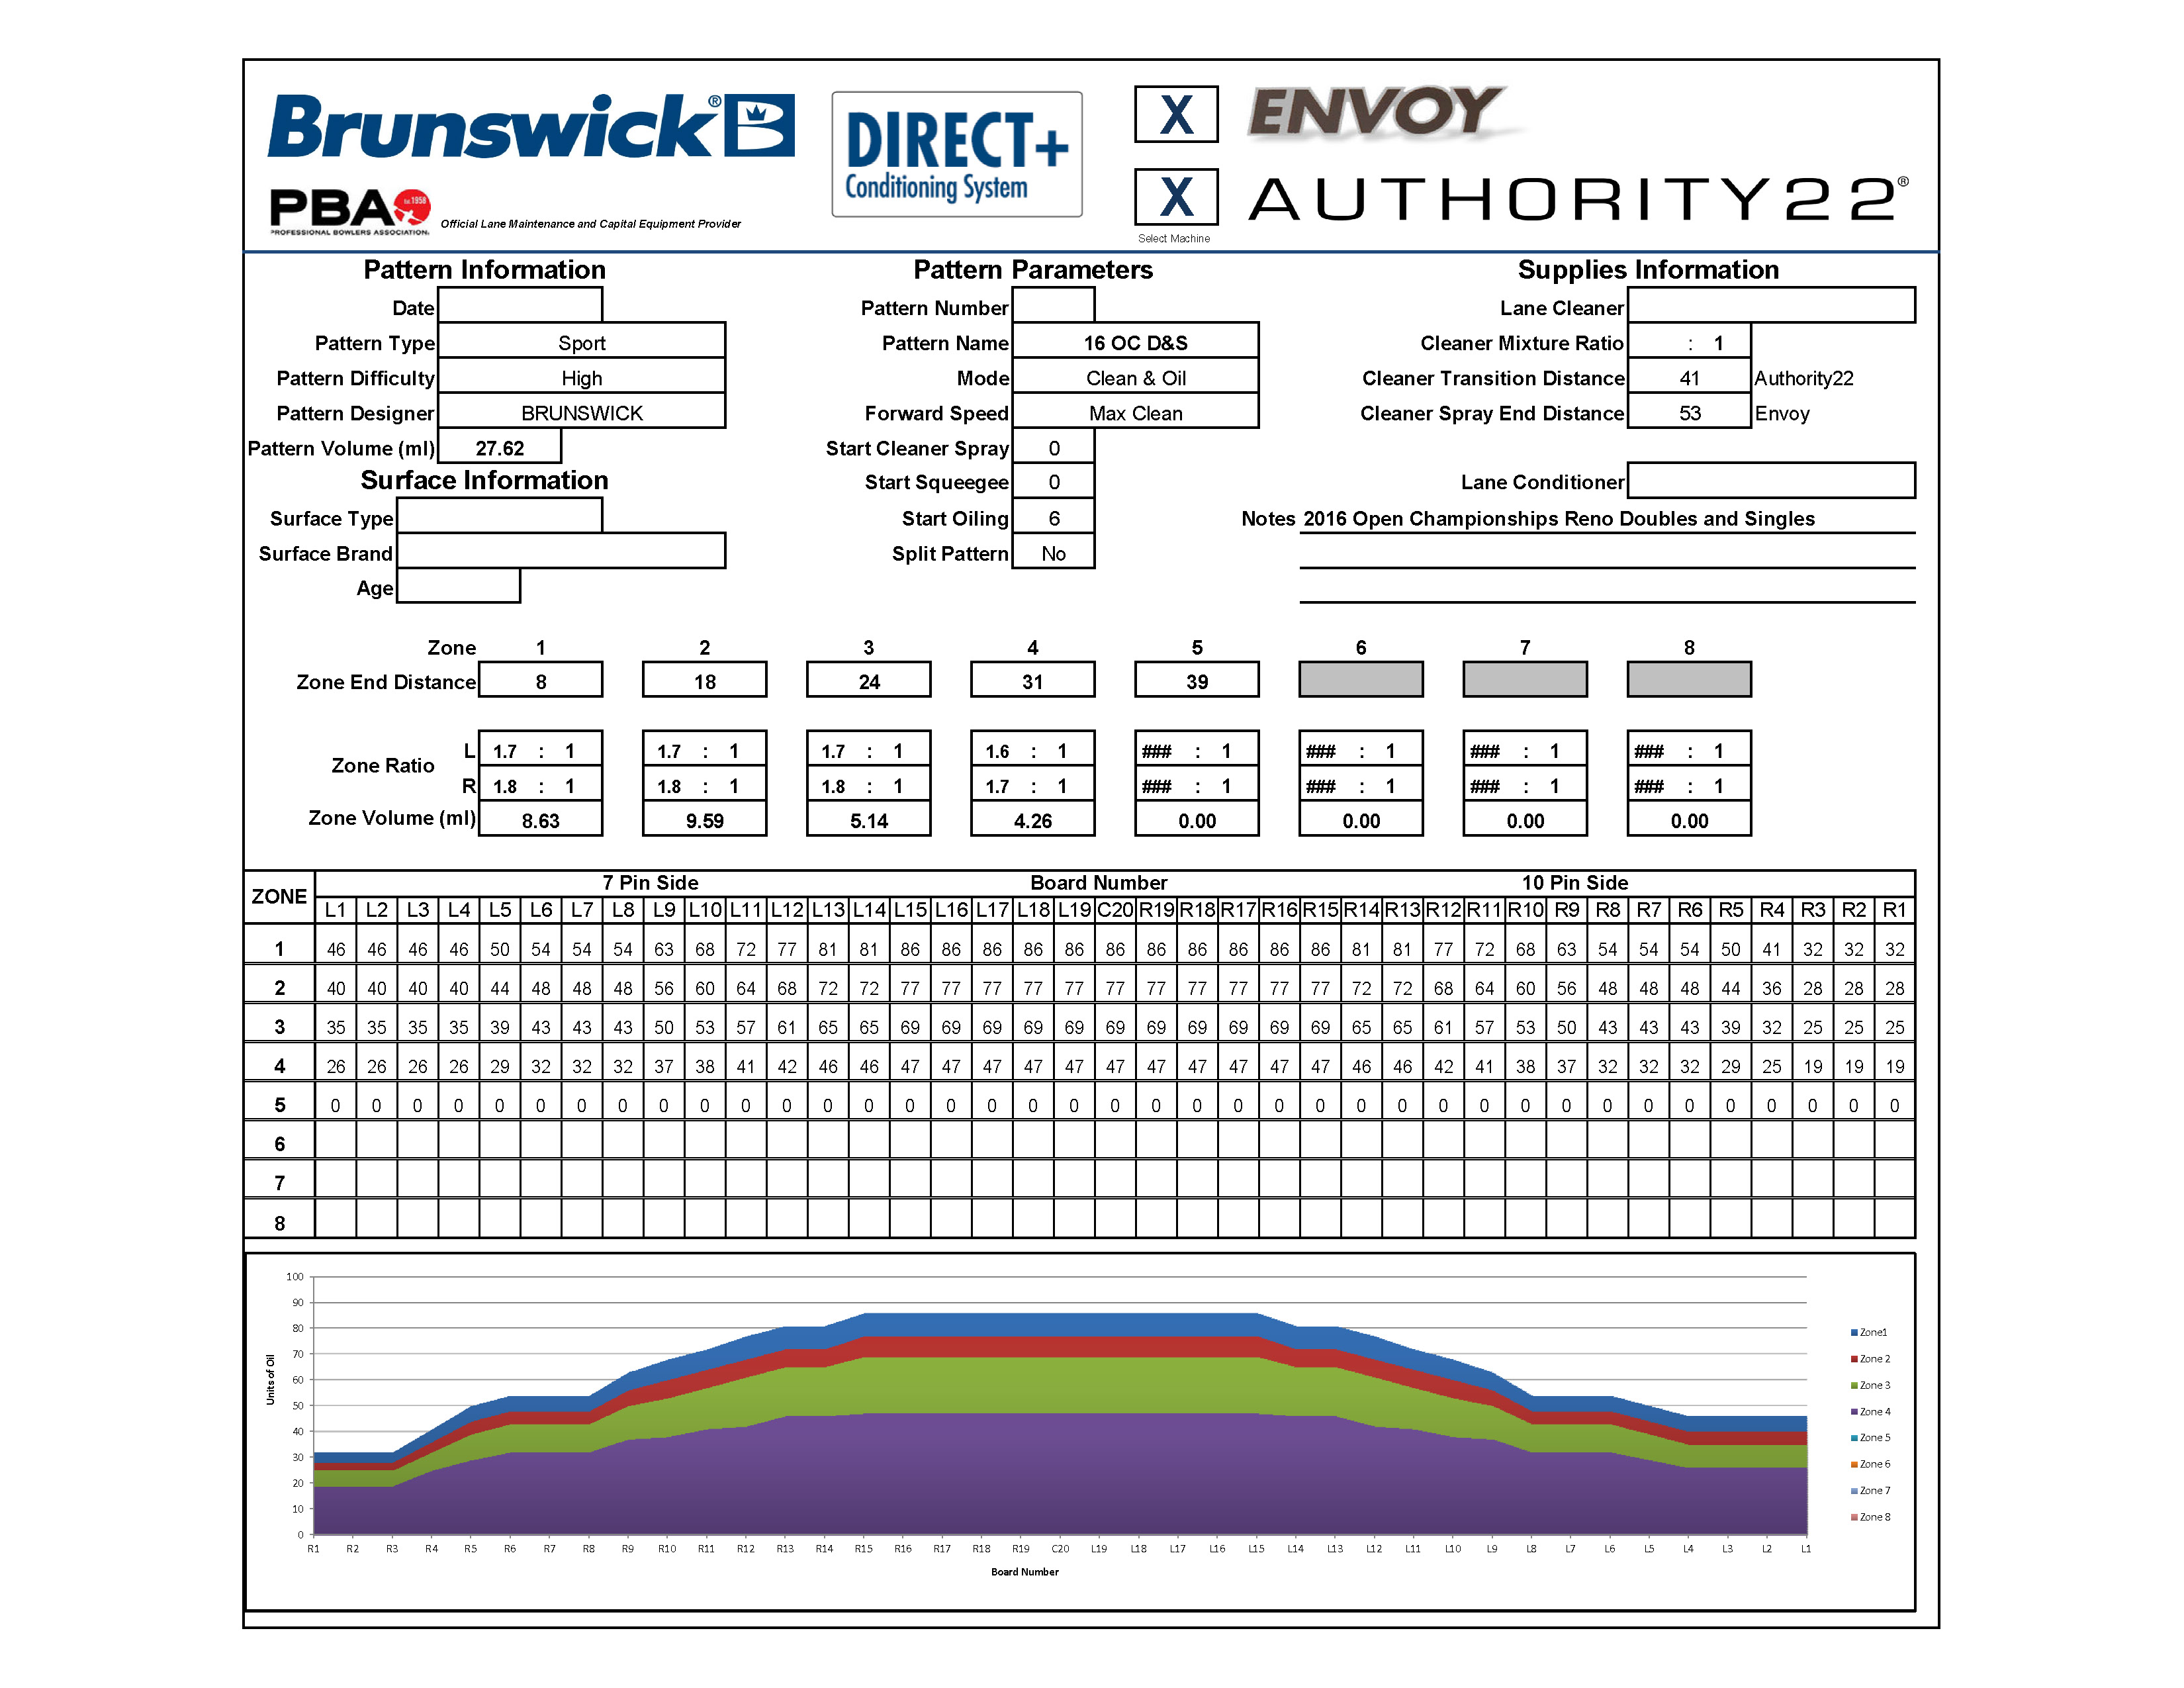 Brunswick® B
DIRECT+
Conditioning System
X ENVOY
PBA Est. 1958
PROFESSIONAL BOWLERS ASSOCIATION.
Official Lane Maintenance and Capital Equipment Provider
X AUTHORITY22®
Select Machine
Pattern Information Pattern Parameters Supplies Information
Date Pattern Number Lane Cleaner
Pattern Type Sport Pattern Name 16 OC D&S Cleaner Mixture Ratio : 1
Pattern Difficulty High Mode Clean & Oil Cleaner Transition Distance 41 Authority22
Pattern Designer BRUNSWICK Forward Speed Max Clean Cleaner Spray End Distance 53 Envoy
Pattern Volume (ml) 27.62 Start Cleaner Spray 0
Surface Information Start Squeegee 0 Lane Conditioner
Surface Type Start Oiling 6 Notes 2016 Open Championships Reno Doubles and Singles
Surface Brand Split Pattern No
Age
Zone 1 2 3 4 5 6 7 8
Zone End Distance 8 18 24 31 39
Zone Ratio
L 1.7 : 1 1.7 : 1 1.7 : 1 1.6 : 1 ### : 1 ### : 1 ### : 1 ### : 1
R 1.8 : 1 1.8 : 1 1.8 : 1 1.7 : 1 ### : 1 ### : 1 ### : 1 ### : 1
Zone Volume (ml) 8.63 9.59 5.14 4.26 0.00 0.00 0.00 0.00
ZONE 7 Pin Side Board Number 10 Pin Side
L1 L2 L3 L4 L5 L6 L7 L8 L9 L10 L11 L12 L13 L14 L15 L16 L17 L18 L19 C20 R19 R18 R17 R16 R15 R14 R13 R12 R11 R10 R9 R8 R7 R6 R5 R4 R3 R2 R1
1 46 46 46 46 50 54 54 54 63 68 72 77 81 81 86 86 86 86 86 86 86 86 86 86 86 81 81 77 72 68 63 54 54 54 50 41 32 32 32
2 40 40 40 40 44 48 48 48 56 60 64 68 72 72 77 77 77 77 77 77 77 77 77 77 77 72 72 68 64 60 56 48 48 48 44 36 28 28 28
3 35 35 35 35 39 43 43 43 50 53 57 61 65 65 69 69 69 69 69 69 69 69 69 69 69 65 65 61 57 53 50 43 43 43 39 32 25 25 25
4 26 26 26 26 29 32 32 32 37 38 41 42 46 46 47 47 47 47 47 47 47 47 47 47 47 46 46 42 41 38 37 32 32 32 29 25 19 19 19
5 0 0 0 0 0 0 0 0 0 0 0 0 0 0 0 0 0 0 0 0 0 0 0 0 0 0 0 0 0 0 0 0 0 0 0 0 0 0 0
6
7
8
Units of Oil
100
90
80
70
60
50
40
30
20
10
0
R1 R2 R3 R4 R5 R6 R7 R8 R9 R10 R11 R12 R13 R14 R15 R16 R17 R18 R19 C20 L19 L18 L17 L16 L15 L14 L13 L12 L11 L10 L9 L8 L7 L6 L5 L4 L3 L2 L1
Board Number
Zone1
Zone 2
Zone 3
Zone 4
Zone 5
Zone 6
Zone 7
Zone 8